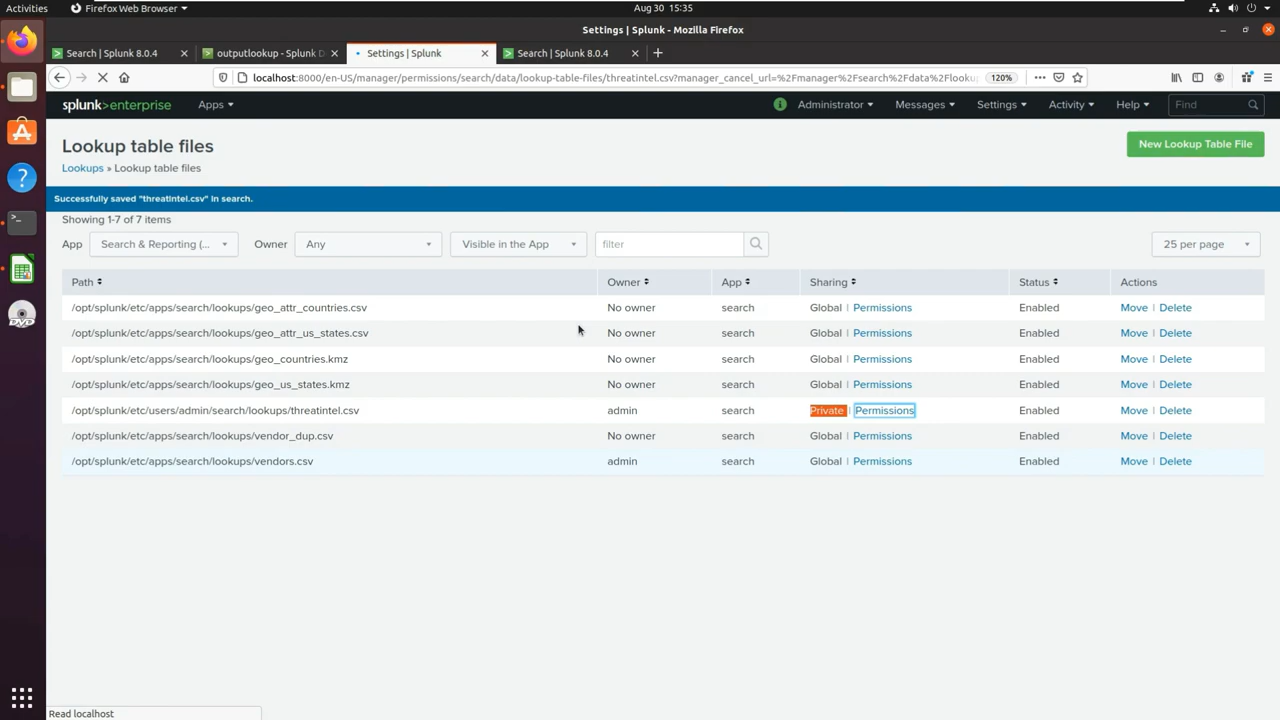 Activities Firefox Web Browser Aug 30 15:35
Settings | Splunk - Mozilla Firefox
Search | Splunk 8.0.4 outputlookup - Splunk D Settings | Splunk Search | Splunk 8.0.4
localhost:8000/en-US/manager/permissions/search/data/lookup-table-files/threatintel.csv?manager_cancel_url=%2Fmanager%2Fsearch%2Fdata%2Flooku 120%
splunk>enterprise Apps Administrator Messages Settings Activity Help Find
Lookup table files New Lookup Table File
Lookups » Lookup table files
Successfully saved "threatintel.csv" in search.
Showing 1-7 of 7 items
App Search & Reporting (... Owner Any Visible in the App filter 25 per page
Path Owner App Sharing Status Actions
/opt/splunk/etc/apps/search/lookups/geo_attr_countries.csv No owner search Global | Permissions Enabled Move | Delete
/opt/splunk/etc/apps/search/lookups/geo_attr_us_states.csv No owner search Global | Permissions Enabled Move | Delete
/opt/splunk/etc/apps/search/lookups/geo_countries.kmz No owner search Global | Permissions Enabled Move | Delete
/opt/splunk/etc/apps/search/lookups/geo_us_states.kmz No owner search Global | Permissions Enabled Move | Delete
/opt/splunk/etc/users/admin/search/lookups/threatintel.csv admin search Private | Permissions Enabled Move | Delete
/opt/splunk/etc/apps/search/lookups/vendor_dup.csv No owner search Global | Permissions Enabled Move | Delete
/opt/splunk/etc/apps/search/lookups/vendors.csv admin search Global | Permissions Enabled Move | Delete
Read localhost